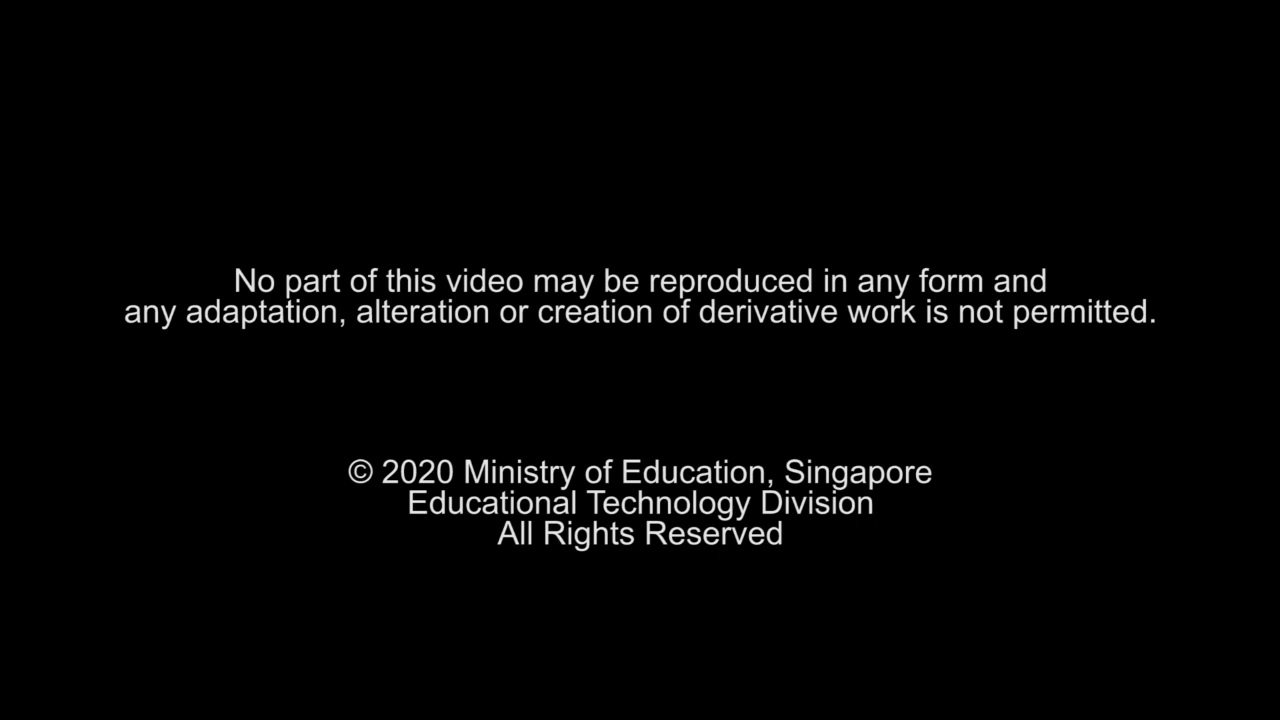 No part of this video may be reproduced in any form and
any adaptation, alteration or creation of derivative work is not permitted.
© 2020 Ministry of Education, Singapore
Educational Technology Division
All Rights Reserved